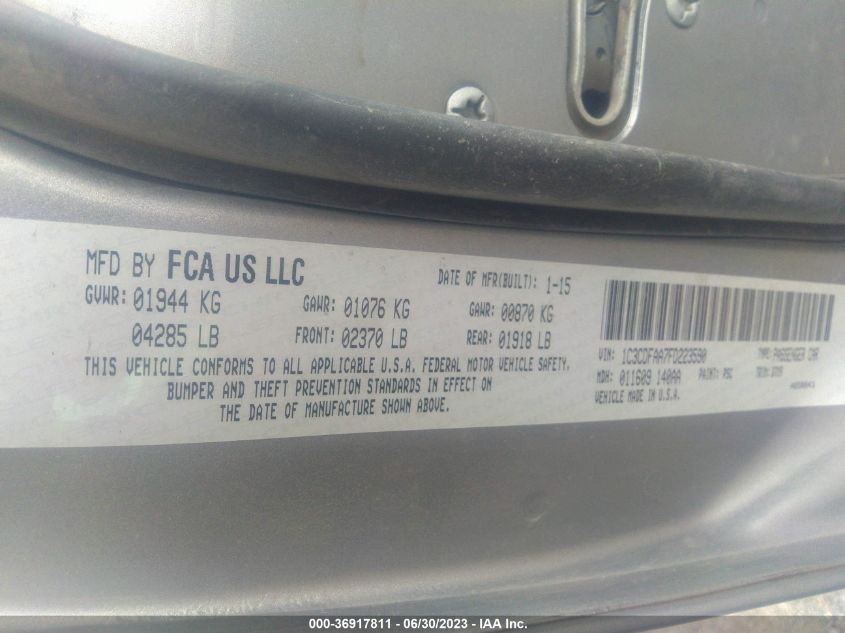 MFD BY FCA US LLC
DATE OF MFR(BUILT): 1-15
GVWR: 01944 KG
GAWR: 01076 KG
GAWR: 00870 KG
04285 LB
FRONT: 02370 LB
REAR: 01918 LB
THIS VEHICLE CONFORMS TO ALL APPLICABLE U.S.A. FEDERAL MOTOR VEHICLE SAFETY.
BUMPER AND THEFT PREVENTION STANDARDS IN EFFECT ON
THE DATE OF MANUFACTURE SHOWN ABOVE.
VIN: 1C3CDFAA7FD223590
TYPE: PASSENGER CAR
MDH: 011609 140AA
PAINT: PSC
TRIM:
VEHICLE MADE IN U.S.A.
000-36917811 - 06/30/2023 - IAA Inc.